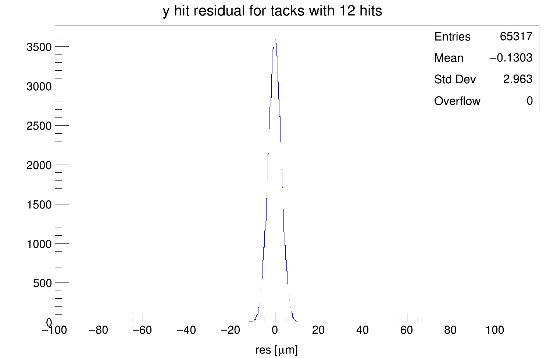 y hit residual for tacks with 12 hits
Entries 65317
Mean −0.1303
Std Dev 2.963
Overflow 0
3500
3000
2500
2000
1500
1000
500
0
−100 −80 −60 −40 −20 0 20 40 60 80 100
res [μm]